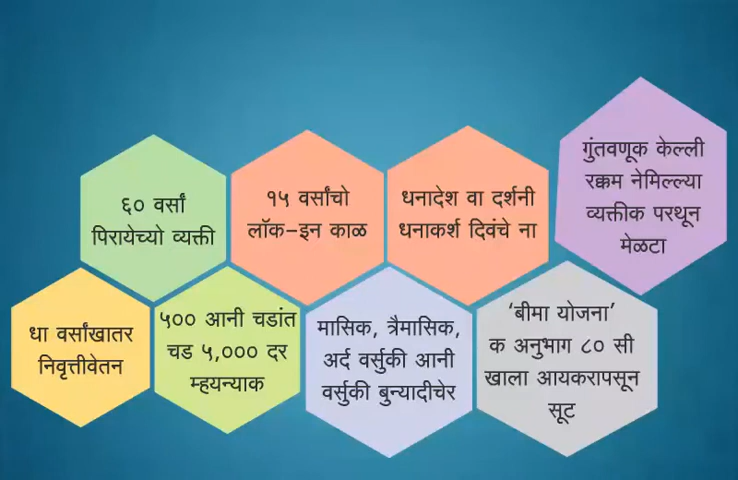 ६० वर्सां
पिरायेच्यो व्यक्ती
१५ वर्सांचो
लॉक-इन काळ
धनादेश वा दर्शनी
धनाकर्श दिवंचे ना
गुंतवणूक केल्ली
रक्कम नेमिल्ल्या
व्यक्तीक परथून
मेळटा
धा वर्सांखातर
निवृत्तीवेतन
५०० आनी चडांत
चड ५,००० दर
म्हयन्याक
मासिक, त्रैमासिक,
अर्द वर्सुकी आनी
वर्सुकी बुन्यादीचेर
‘बीमा योजना’
क अनुभाग ८० सी
खाला आयकरापसून
सूट